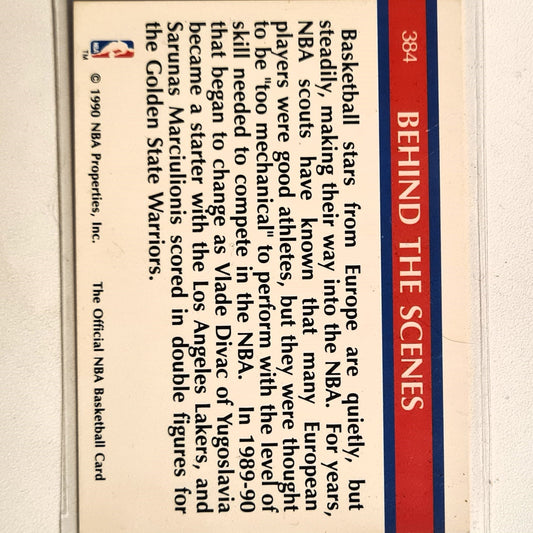 384 BEHIND THE SCENES
Basketball stars from Europe are quietly, but
steadily, making their way into the NBA. For years,
NBA scouts have known that many European
players were good athletes, but they were thought
to be "too mechanical" to perform with the level of
skill needed to compete in the NBA. In 1989-90
that began to change as Vlade Divac of Yugoslavia
became a starter with the Los Angeles Lakers, and
Sarunas Marciulionis scored in double figures for
the Golden State Warriors.
NBA
TM © 1990 NBA Properties, Inc. The Official NBA Basketball Card